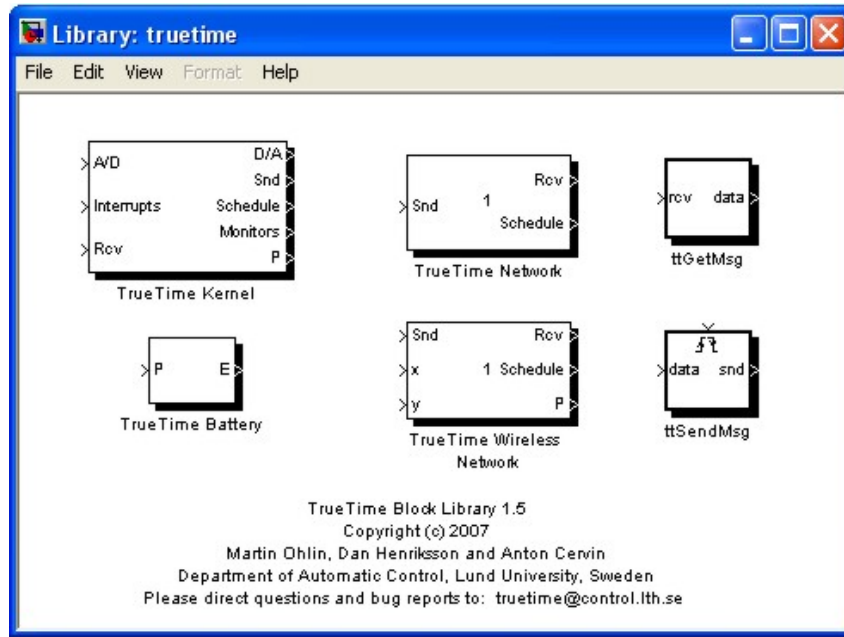 Library: truetime
File Edit View Format Help
A/D
Interrupts
Rcv
D/A
Snd
Schedule
Monitors
P
TrueTime Kernel
Snd
1
Rcv
Schedule
TrueTime Network
rcv data
ttGetMsg
P E
TrueTime Battery
Snd
x
y
1
Rcv
Schedule
P
TrueTime Wireless
Network
data snd
ttSendMsg
TrueTime Block Library 1.5
Copyright (c) 2007
Martin Ohlin, Dan Henriksson and Anton Cervin
Department of Automatic Control, Lund University, Sweden
Please direct questions and bug reports to: truetime@control.lth.se